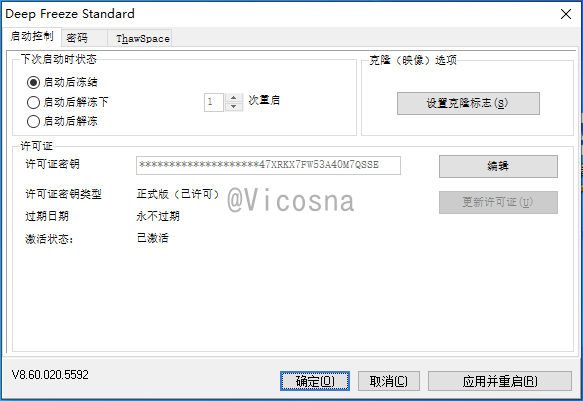 Deep Freeze Standard
启动控制 密码 ThawSpace
下次启动时状态
启动后冻结
启动后解冻下 1 次重启
启动后解冻
克隆（映像）选项
设置克隆标志(S)
许可证
许可证密钥 ********************47XRKX7FW53A40M7QSSE 编辑
许可证密钥类型 正式版（已许可） 更新许可证(U)
过期日期 永不过期
激活状态： 已激活
@Vicosna
V8.60.020.5592
确定(O) 取消(C) 应用并重启(R)